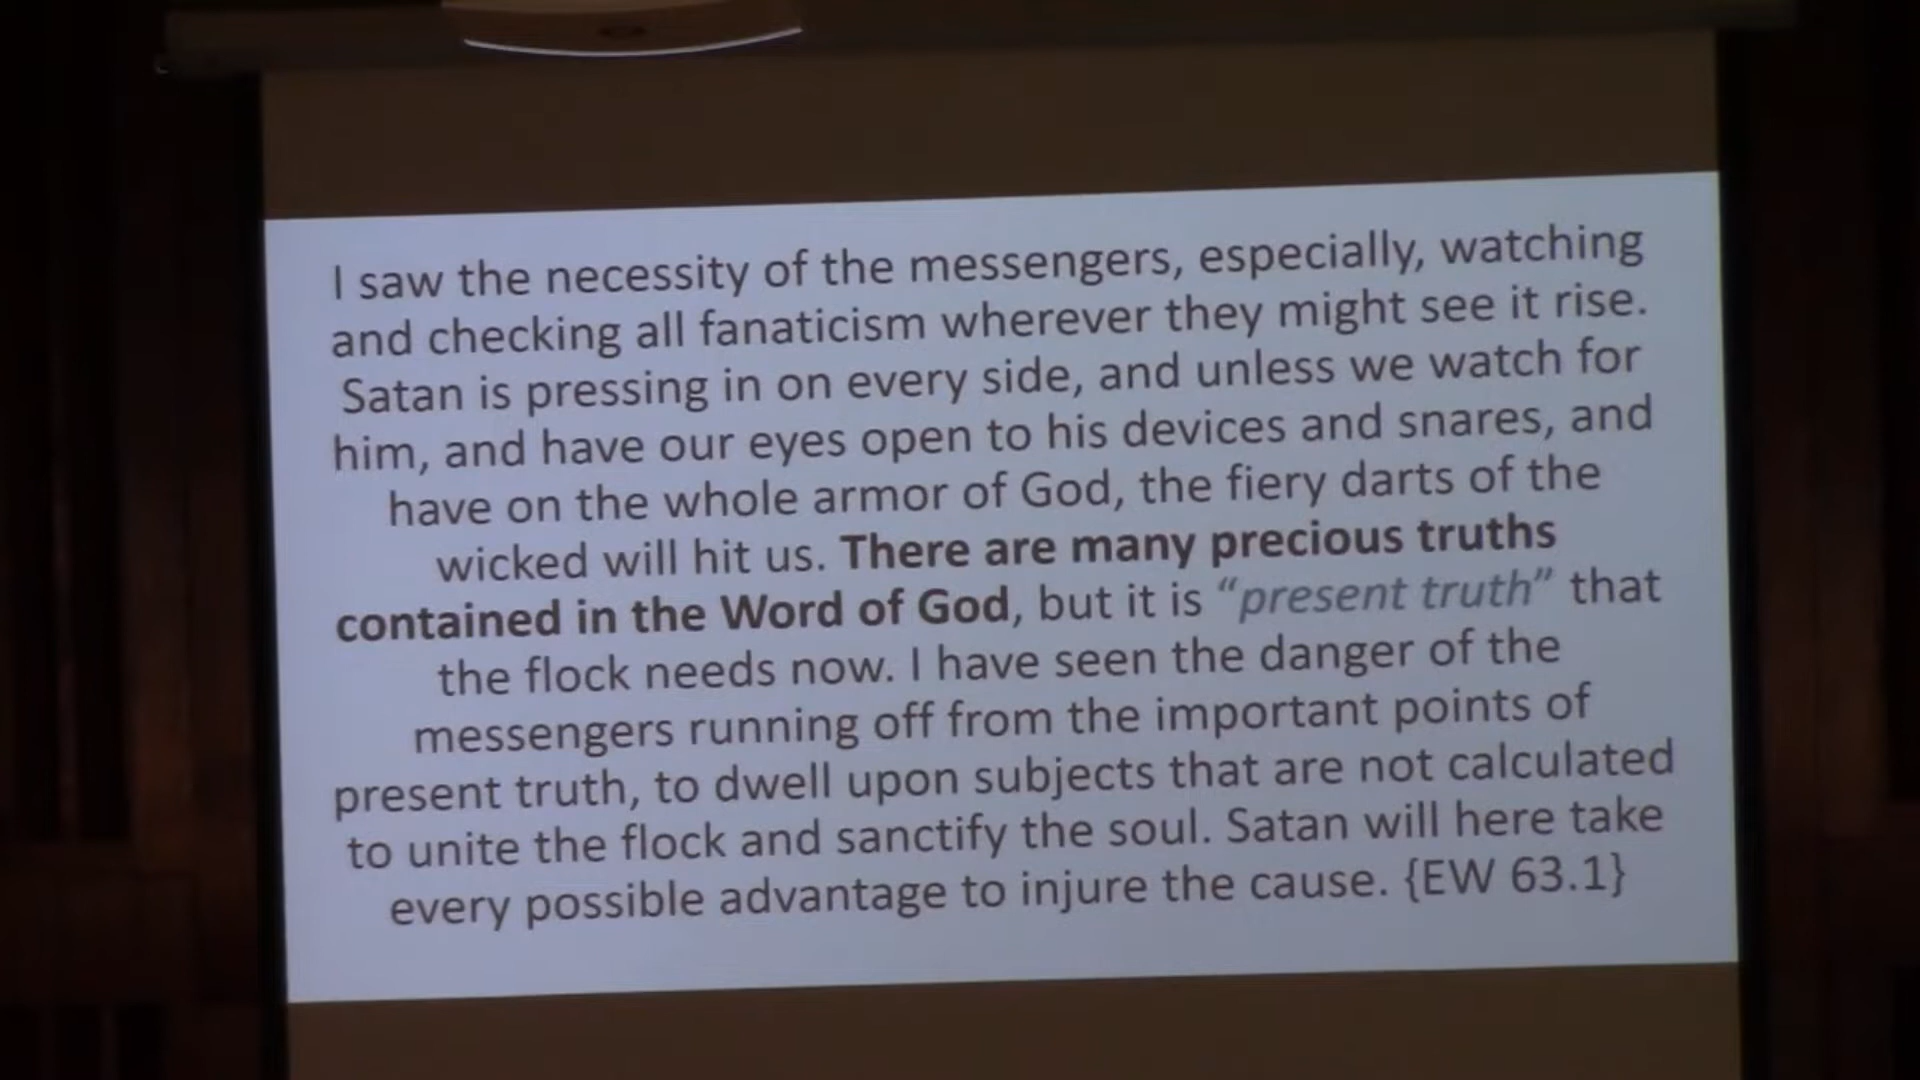 I saw the necessity of the messengers, especially, watching
and checking all fanaticism wherever they might see it rise.
Satan is pressing in on every side, and unless we watch for
him, and have our eyes open to his devices and snares, and
have on the whole armor of God, the fiery darts of the
wicked will hit us. There are many precious truths
contained in the Word of God, but it is “present truth” that
the flock needs now. I have seen the danger of the
messengers running off from the important points of
present truth, to dwell upon subjects that are not calculated
to unite the flock and sanctify the soul. Satan will here take
every possible advantage to injure the cause. {EW 63.1}